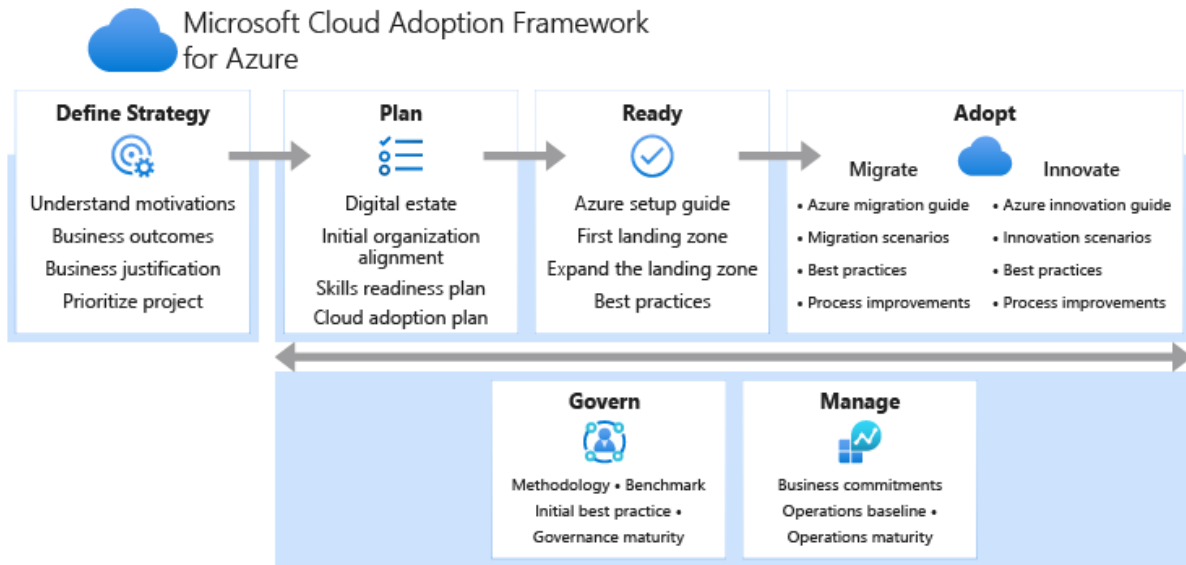 Microsoft Cloud Adoption Framework
for Azure
Define Strategy
Understand motivations
Business outcomes
Business justification
Prioritize project
Plan
Digital estate
Initial organization
alignment
Skills readiness plan
Cloud adoption plan
Ready
Azure setup guide
First landing zone
Expand the landing zone
Best practices
Adopt
Migrate
• Azure migration guide
• Migration scenarios
• Best practices
• Process improvements
Innovate
• Azure innovation guide
• Innovation scenarios
• Best practices
• Process improvements
Govern
Methodology • Benchmark
Initial best practice •
Governance maturity
Manage
Business commitments
Operations baseline •
Operations maturity